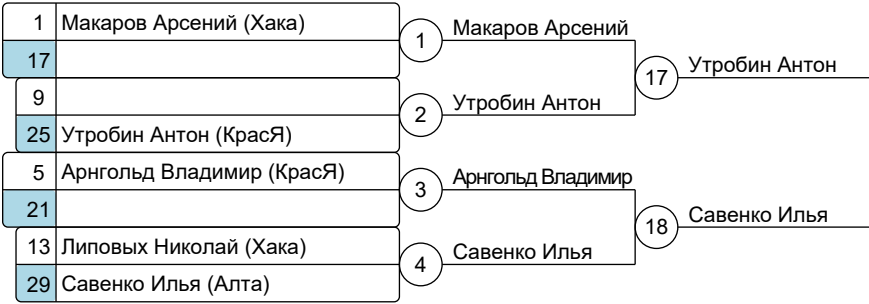 1 Макаров Арсений (Хака)
17
1
Макаров Арсений
9
25 Утробин Антон (КрасЯ)
2
Утробин Антон
17
Утробин Антон
5 Арнгольд Владимир (КрасЯ)
21
3
Арнгольд Владимир
13 Липовых Николай (Хака)
29 Савенко Илья (Алта)
4
Савенко Илья
18
Савенко Илья